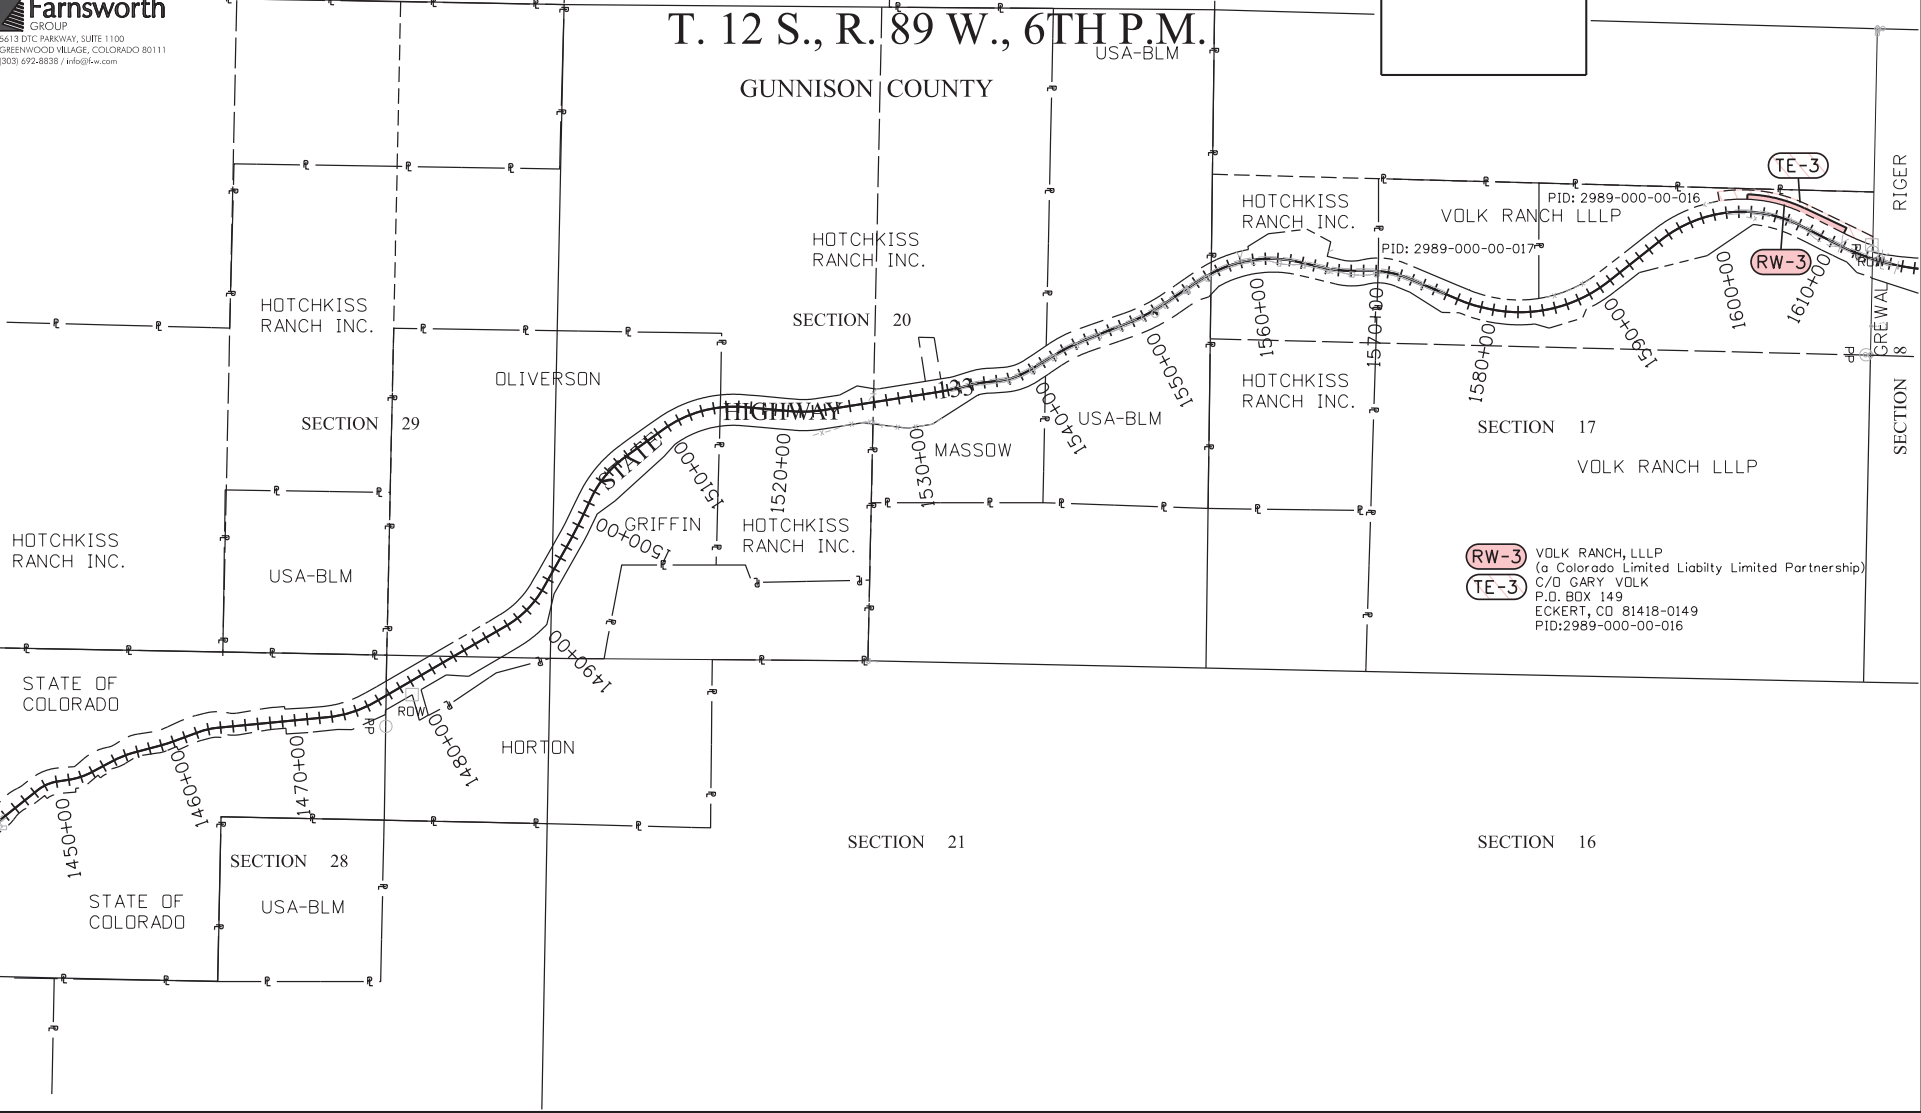 Farnsworth
GROUP
5613 DTC PARKWAY, SUITE 1100
GREENWOOD VILLAGE, COLORADO 80111
(303) 692-8838 / info@f-w.com
T. 12 S., R. 89 W., 6TH P.M.
GUNNISON COUNTY
USA-BLM
TE-3
RIGER
HOTCHKISS
RANCH INC.
VOLK RANCH LLLP
PID: 2989-000-00-016
PID: 2989-000-00-017
RW-3
ROW
HOTCHKISS
RANCH INC.
HOTCHKISS
RANCH INC.
SECTION 20
OLIVERSON
SECTION 29
STATE
HIGHWAY
133
GREWAL
PP
SECTION 8
HOTCHKISS
RANCH INC.
USA-BLM
MASSOW
SECTION 17
VOLK RANCH LLLP
1450+00
1460+00
1470+00
1480+00
1490+00
1500+00
1510+00
1520+00
1530+00
1540+00
1550+00
1560+00
1570+00
1580+00
1590+00
1600+00
1610+00
GRIFFIN
HOTCHKISS
RANCH INC.
HOTCHKISS
RANCH INC.
USA-BLM
RW-3
VOLK RANCH, LLLP
(a Colorado Limited Liabilty Limited Partnership)
TE-3
C/O GARY VOLK
P.O. BOX 149
ECKERT, CO 81418-0149
PID:2989-000-00-016
STATE OF
COLORADO
ROW
PP
HORTON
SECTION 28
SECTION 21
SECTION 16
STATE OF
COLORADO
USA-BLM